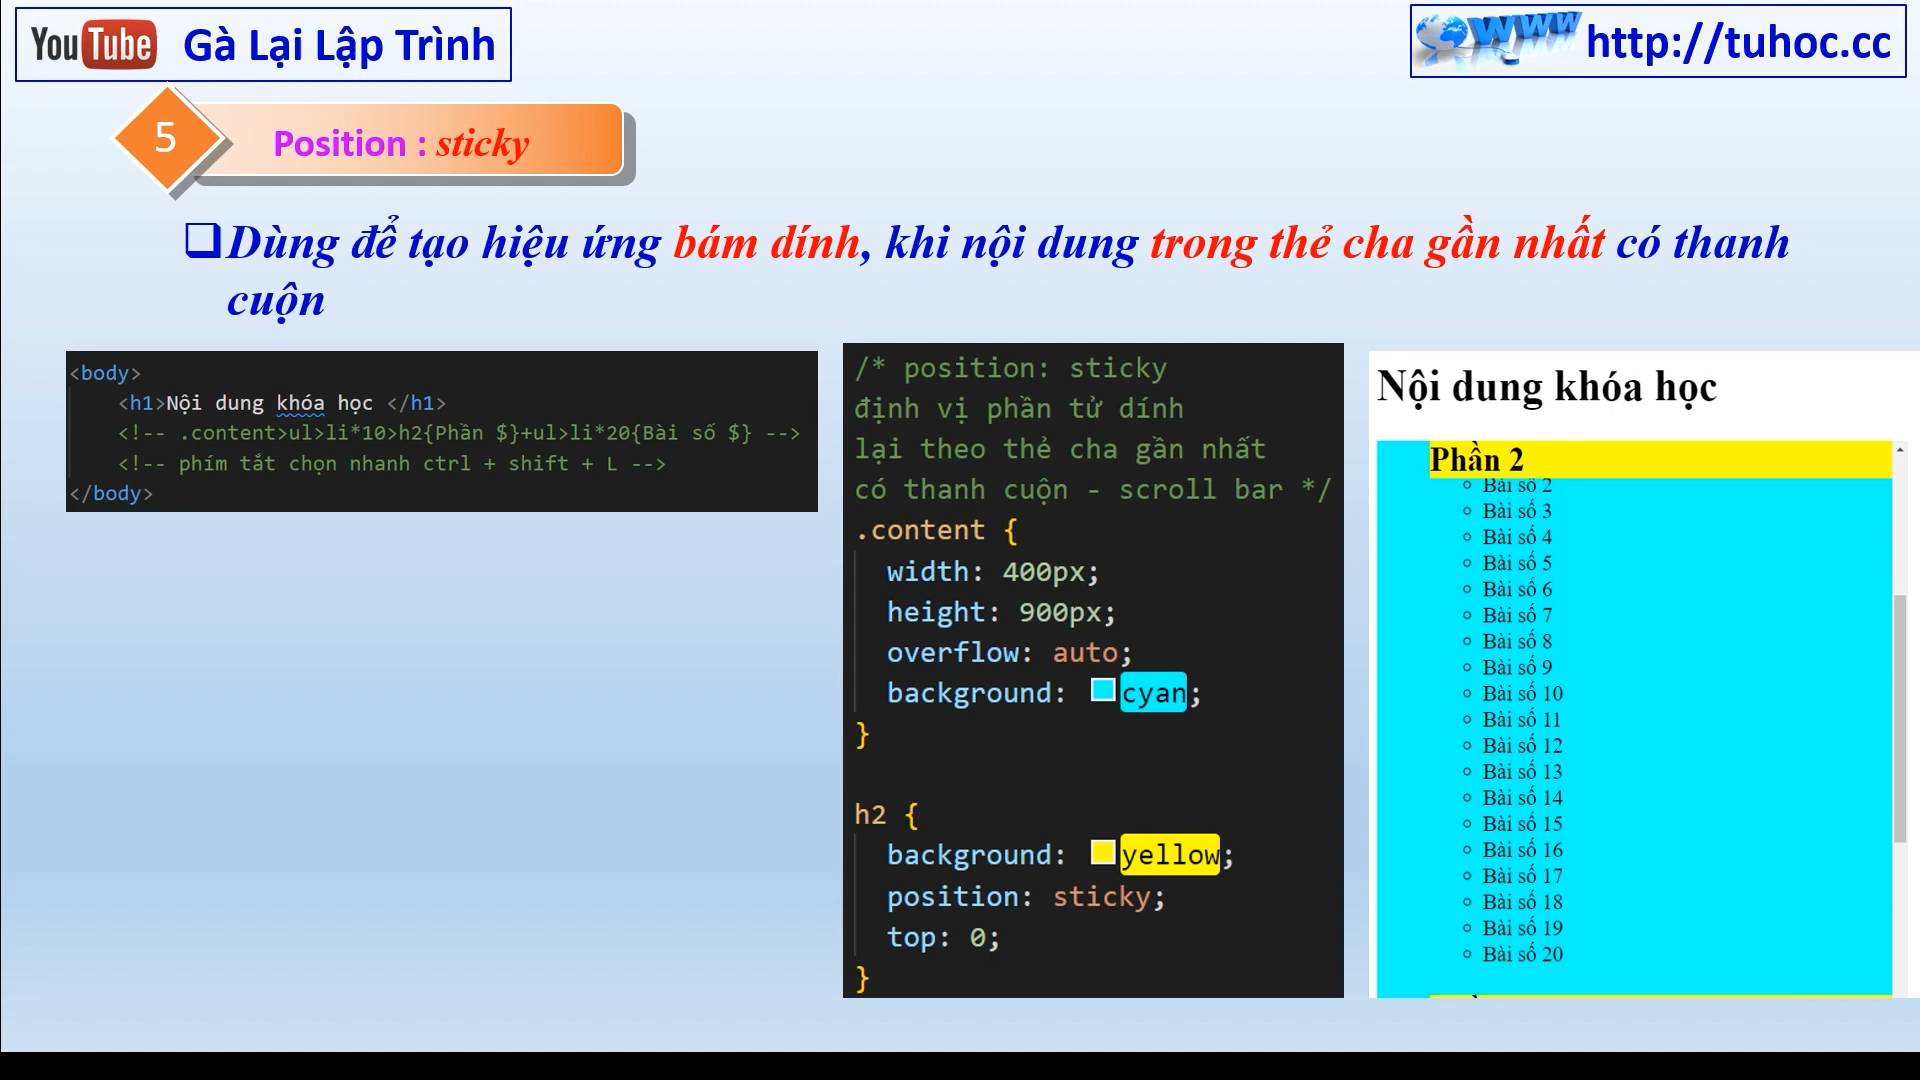 YouTube Gà Lại Lập Trình
www http://tuhoc.cc
5 Position : sticky
Dùng để tạo hiệu ứng bám dính, khi nội dung trong thẻ cha gần nhất có thanh
cuộn
<body>
<h1>Nội dung khóa học </h1>
<!-- .content>ul>li*10>h2{Phần $}+ul>li*20{Bài số $} -->
<!-- phím tắt chọn nhanh ctrl + shift + L -->
</body>
/* position: sticky
định vị phần tử dính
lại theo thẻ cha gần nhất
có thanh cuộn - scroll bar */
.content {
width: 400px;
height: 900px;
overflow: auto;
background: cyan;
}
h2 {
background: yellow;
position: sticky;
top: 0;
}
Nội dung khóa học
Phần 2
Bài số 2
Bài số 3
Bài số 4
Bài số 5
Bài số 6
Bài số 7
Bài số 8
Bài số 9
Bài số 10
Bài số 11
Bài số 12
Bài số 13
Bài số 14
Bài số 15
Bài số 16
Bài số 17
Bài số 18
Bài số 19
Bài số 20